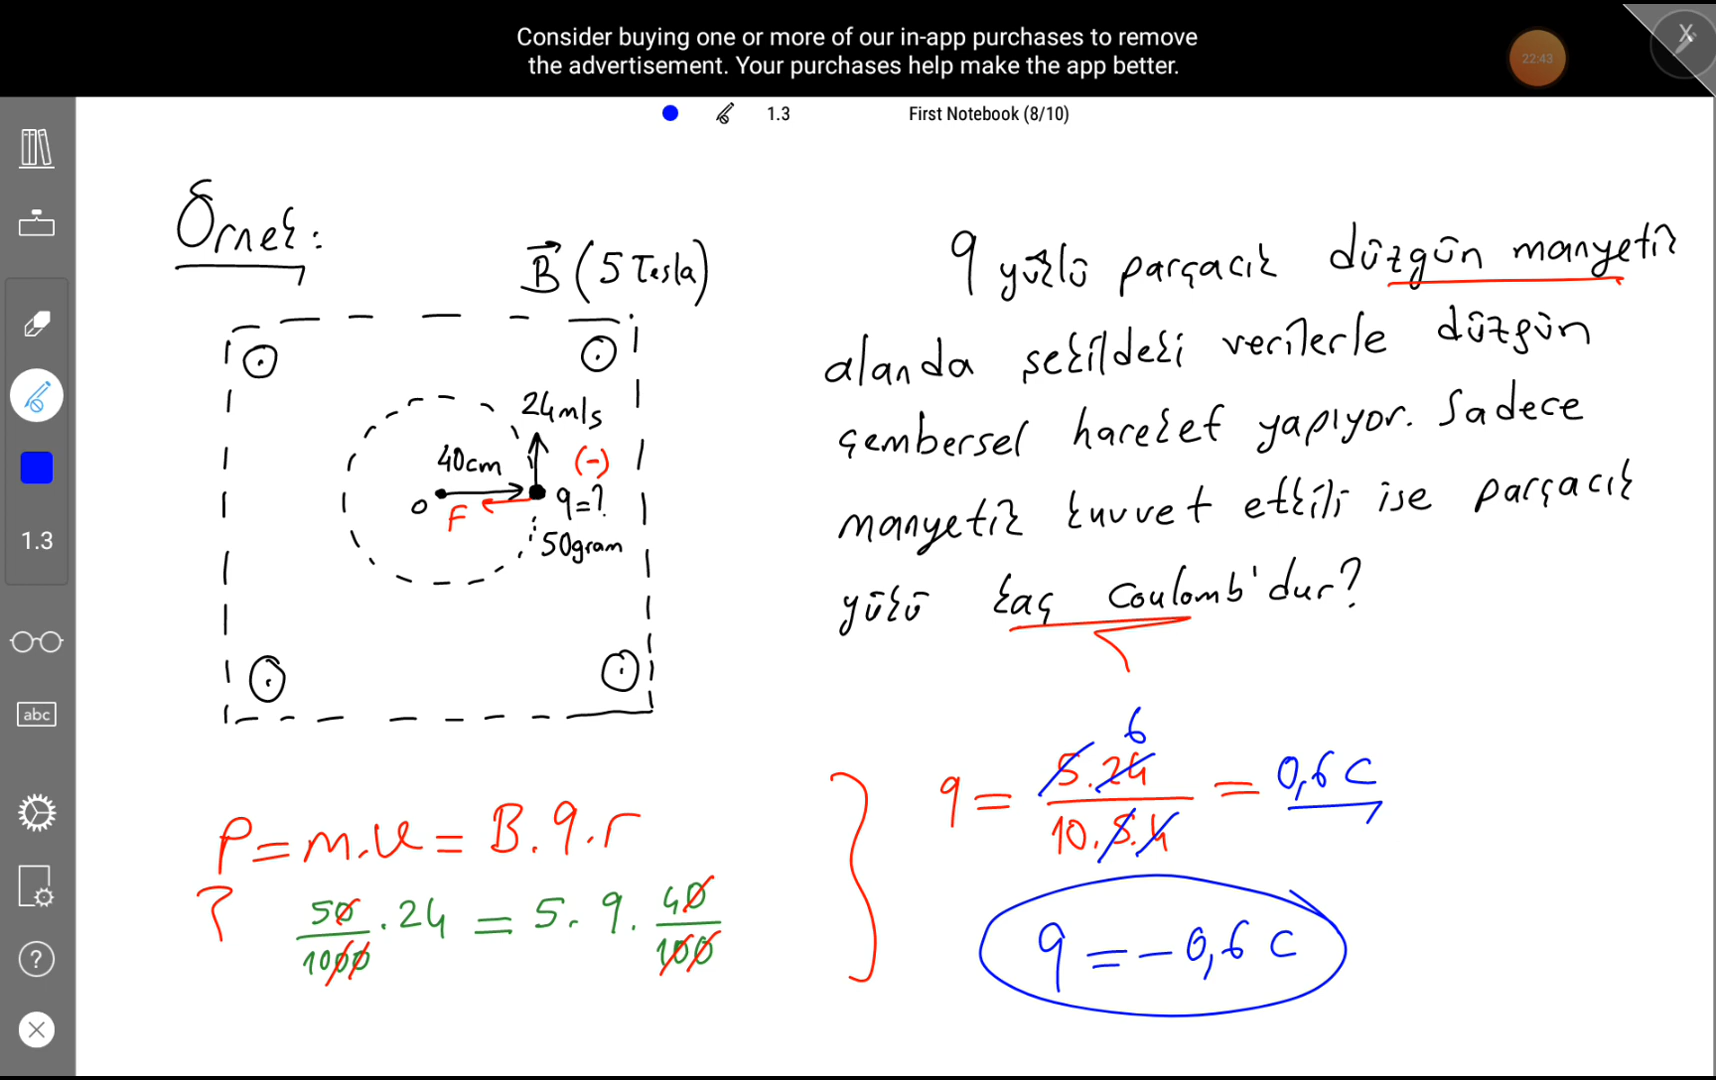 Consider buying one or more of our in-app purchases to remove
the advertisement. Your purchases help make the app better.
22:43
X
1.3
First Notebook (8/10)
Örnek:
B (5 Tesla)
24m/s
40cm
(-)
o
F
q=?
50gram
q yüklü parçacık düzgün manyetik
alanda şekildeki verilerle düzgün
çembersel hareket yapıyor. Sadece
manyetik kuvvet etkili ise parçacık
yükü kaç Coulomb'dur?
P = m.v = B.q.r
50/1000 . 24 = 5. q. 40/100
q = 5.24/10.5.4 = 0,6 C
6
q = -0,6 C
1.3
abc
?